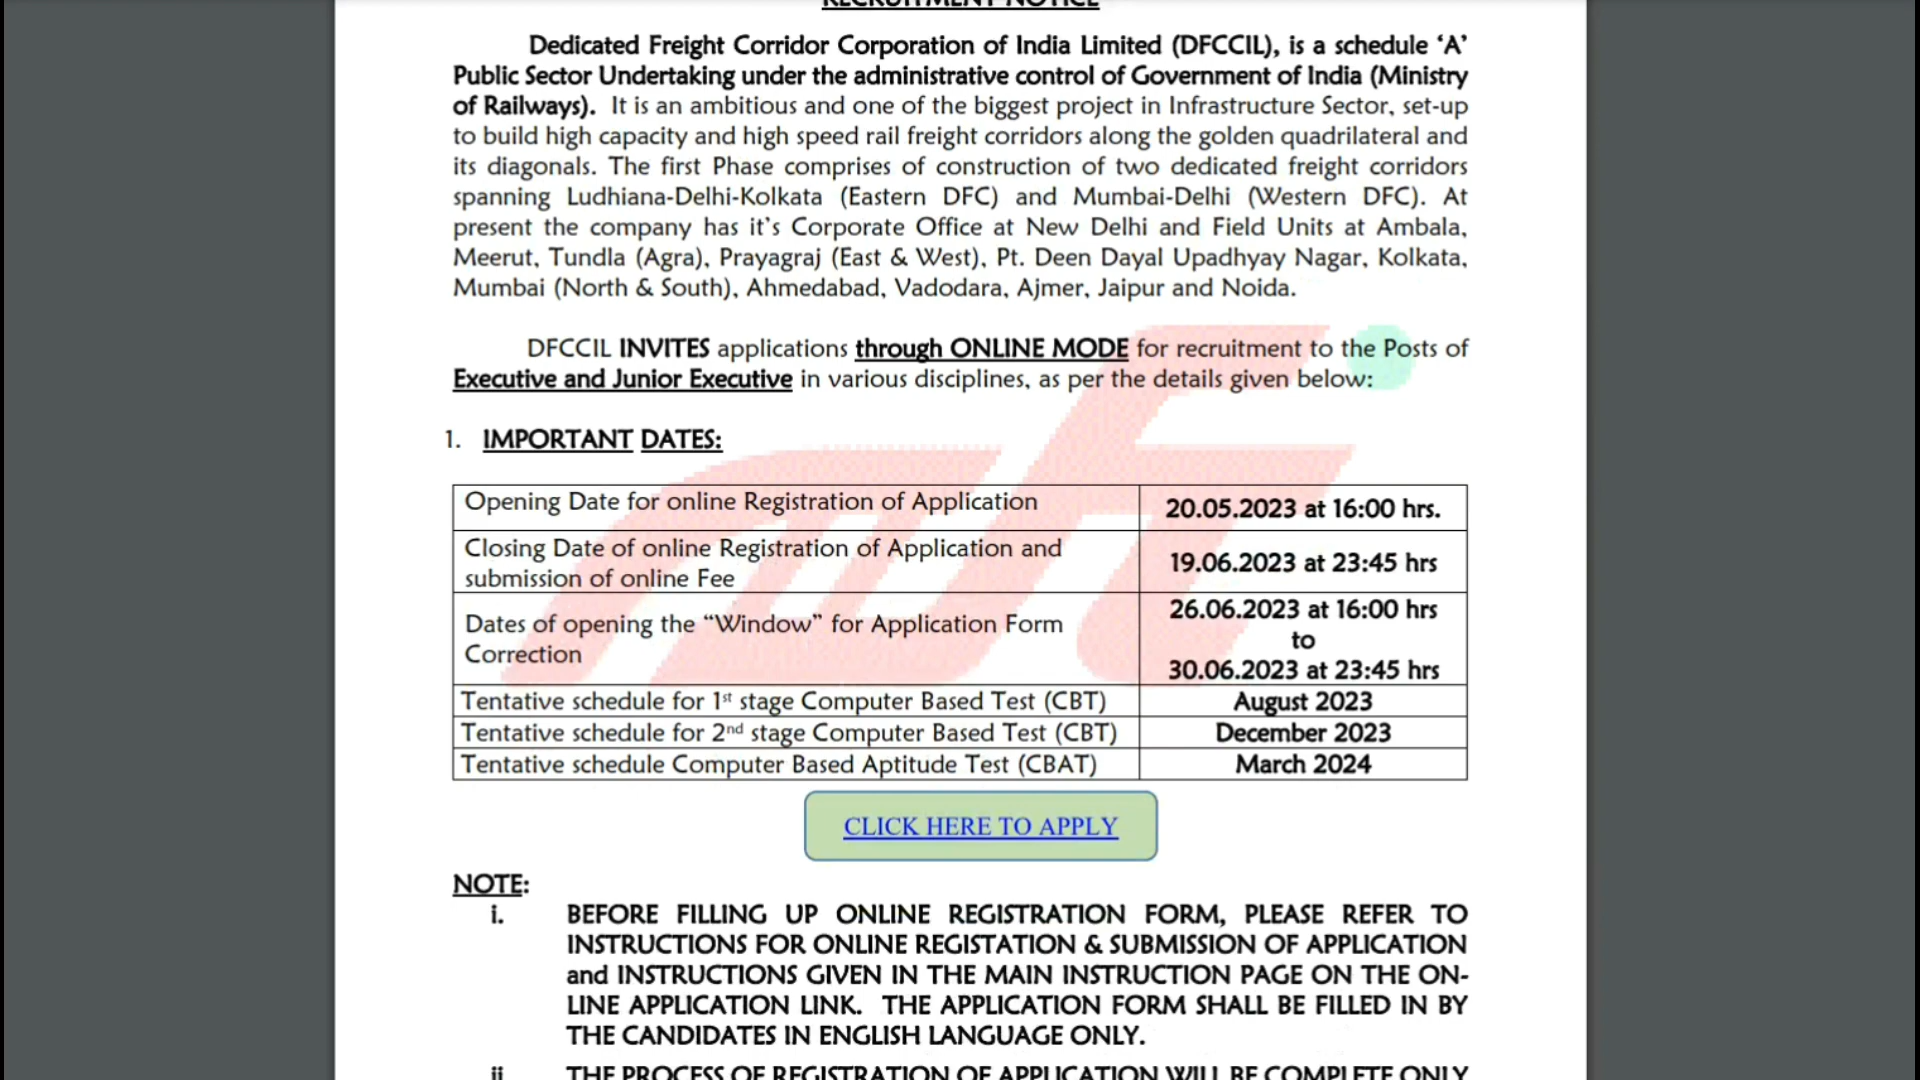 RECRUITMENT NOTICE
Dedicated Freight Corridor Corporation of India Limited (DFCCIL), is a schedule ‘A’
Public Sector Undertaking under the administrative control of Government of India (Ministry
of Railways). It is an ambitious and one of the biggest project in Infrastructure Sector, set-up
to build high capacity and high speed rail freight corridors along the golden quadrilateral and
its diagonals. The first Phase comprises of construction of two dedicated freight corridors
spanning Ludhiana-Delhi-Kolkata (Eastern DFC) and Mumbai-Delhi (Western DFC). At
present the company has it’s Corporate Office at New Delhi and Field Units at Ambala,
Meerut, Tundla (Agra), Prayagraj (East & West), Pt. Deen Dayal Upadhyay Nagar, Kolkata,
Mumbai (North & South), Ahmedabad, Vadodara, Ajmer, Jaipur and Noida.
DFCCIL INVITES applications through ONLINE MODE for recruitment to the Posts of
Executive and Junior Executive in various disciplines, as per the details given below:
1. IMPORTANT DATES:
Opening Date for online Registration of Application 20.05.2023 at 16:00 hrs.
Closing Date of online Registration of Application and
submission of online Fee
19.06.2023 at 23:45 hrs
Dates of opening the “Window” for Application Form
Correction
26.06.2023 at 16:00 hrs
to
30.06.2023 at 23:45 hrs
Tentative schedule for 1st stage Computer Based Test (CBT) August 2023
Tentative schedule for 2nd stage Computer Based Test (CBT) December 2023
Tentative schedule Computer Based Aptitude Test (CBAT) March 2024
CLICK HERE TO APPLY
NOTE:
i. BEFORE FILLING UP ONLINE REGISTRATION FORM, PLEASE REFER TO
INSTRUCTIONS FOR ONLINE REGISTATION & SUBMISSION OF APPLICATION
and INSTRUCTIONS GIVEN IN THE MAIN INSTRUCTION PAGE ON THE ON-
LINE APPLICATION LINK. THE APPLICATION FORM SHALL BE FILLED IN BY
THE CANDIDATES IN ENGLISH LANGUAGE ONLY.
ii THE PROCESS OF REGISTRATION OF APPLICATION WILL BE COMPLETE ONLY